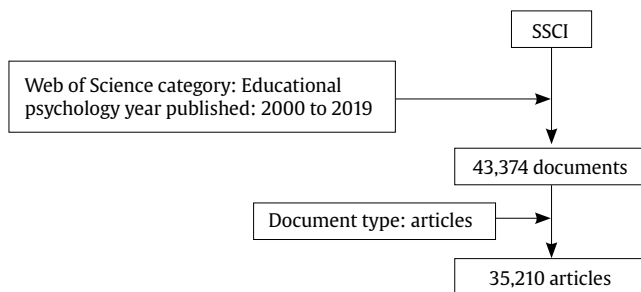 SSCI
Web of Science category: Educational
psychology year published: 2000 to 2019
43,374 documents
Document type: articles
35,210 articles